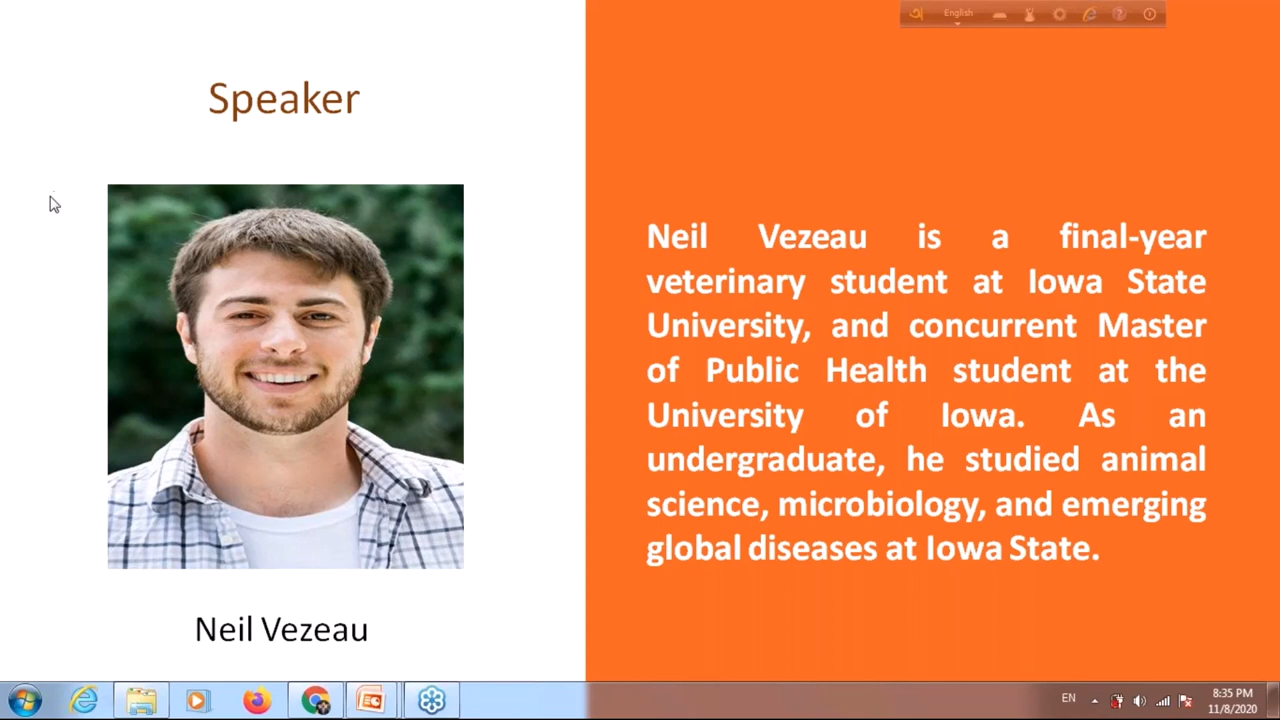 English
Speaker
Neil Vezeau is a final-year
veterinary student at Iowa State
University, and concurrent Master
of Public Health student at the
University of Iowa. As an
undergraduate, he studied animal
science, microbiology, and emerging
global diseases at Iowa State.
Neil Vezeau
EN
8:35 PM
11/8/2020